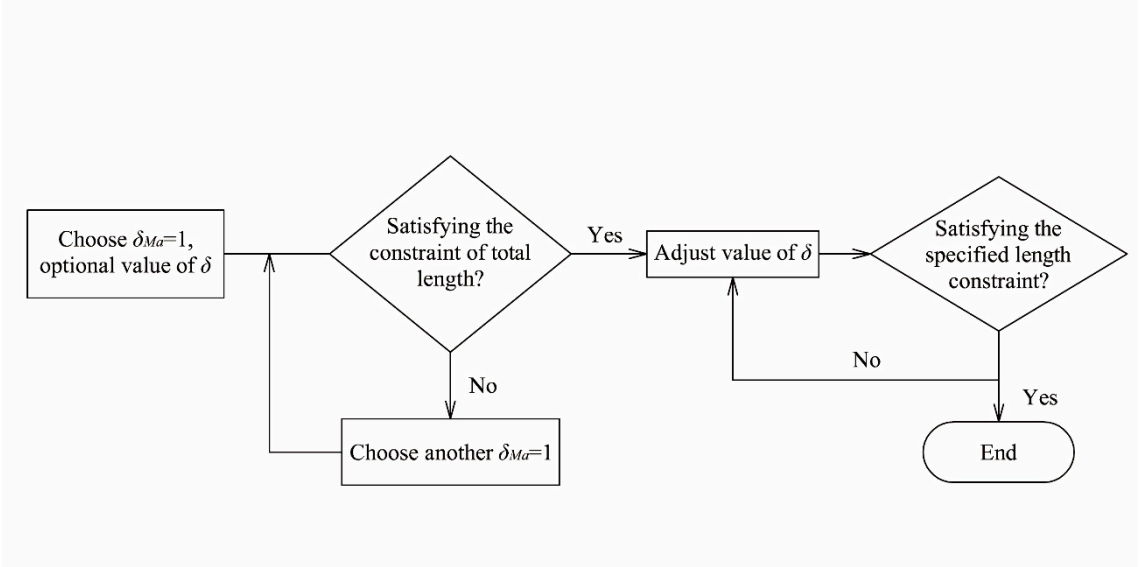 Choose δMa=1,
optional value of δ
Satisfying the
constraint of total
length?
Yes
No
Choose another δMa=1
Adjust value of δ
Satisfying the
specified length
constraint?
No
Yes
End